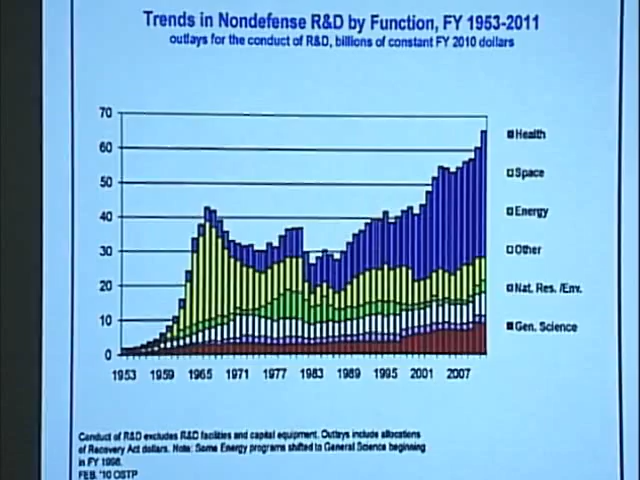 Trends in Nondefense R&D by Function, FY 1953-2011
outlays for the conduct of R&D, billions of constant FY 2010 dollars
70
60
50
40
30
20
10
0
1953 1959 1965 1971 1977 1983 1989 1995 2001 2007
Health
Space
Energy
Other
Nat. Res. /Env.
Gen. Science
Conduct of R&D excludes R&D facilities and capital equipment. Outlays include allocations
of Recovery Act dollars. Note: Some Energy programs shifted to General Science beginning
in FY 1998.
FEB. '10 OSTP